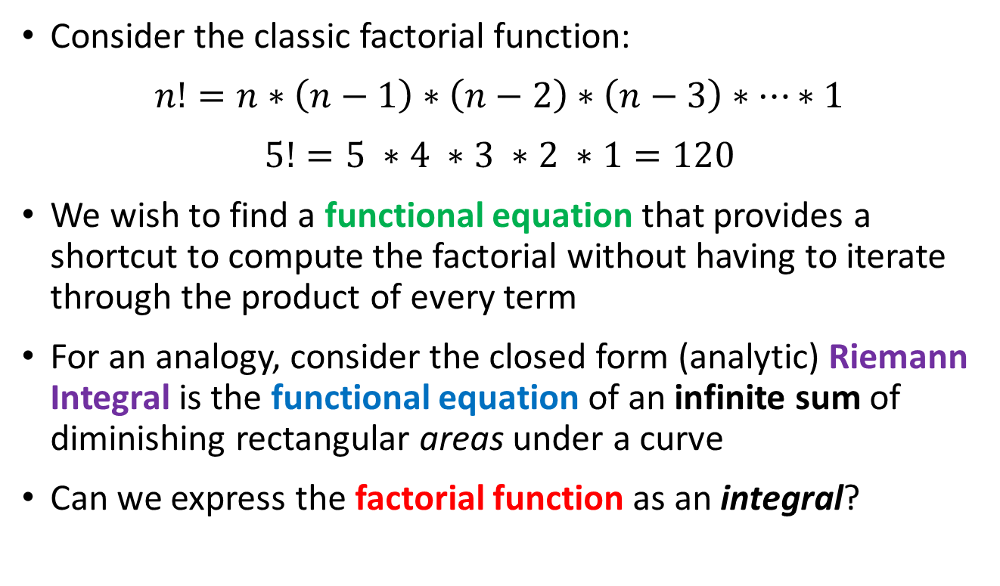 • Consider the classic factorial function:
n! = n ∗ (n − 1) ∗ (n − 2) ∗ (n − 3) ∗ ⋯ ∗ 1
5! = 5 ∗ 4 ∗ 3 ∗ 2 ∗ 1 = 120
• We wish to find a functional equation that provides a
shortcut to compute the factorial without having to iterate
through the product of every term
• For an analogy, consider the closed form (analytic) Riemann
Integral is the functional equation of an infinite sum of
diminishing rectangular areas under a curve
• Can we express the factorial function as an integral?